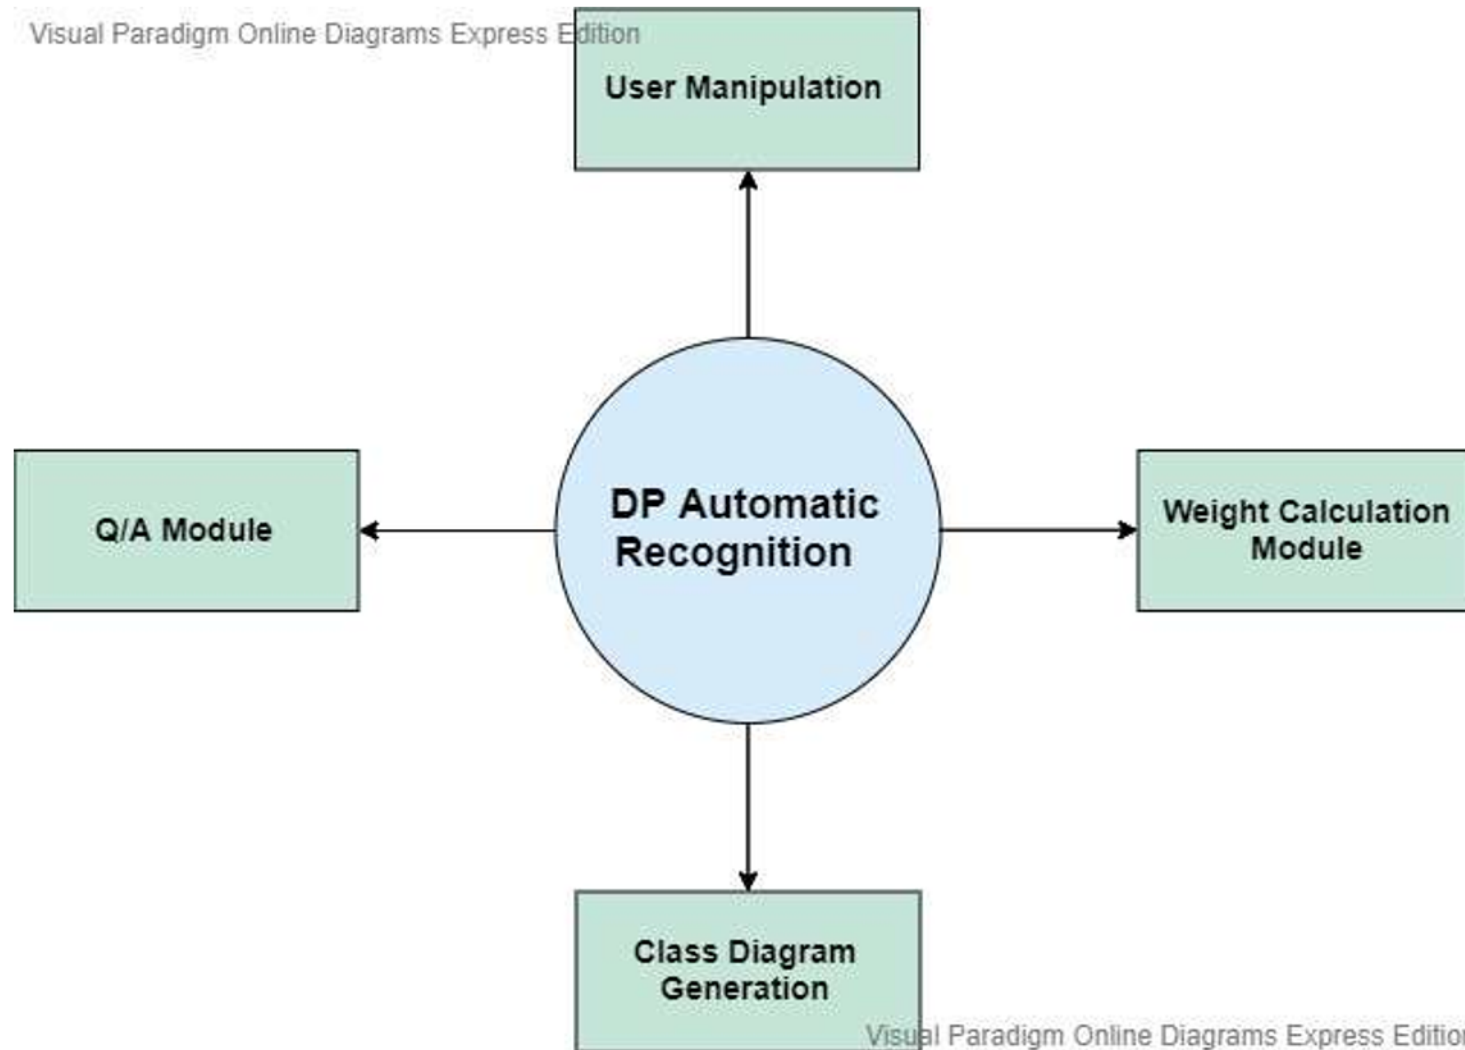 Visual Paradigm Online Diagrams Express Edition
User Manipulation
Q/A Module
DP Automatic
Recognition
Weight Calculation
Module
Class Diagram
Generation
Visual Paradigm Online Diagrams Express Edition